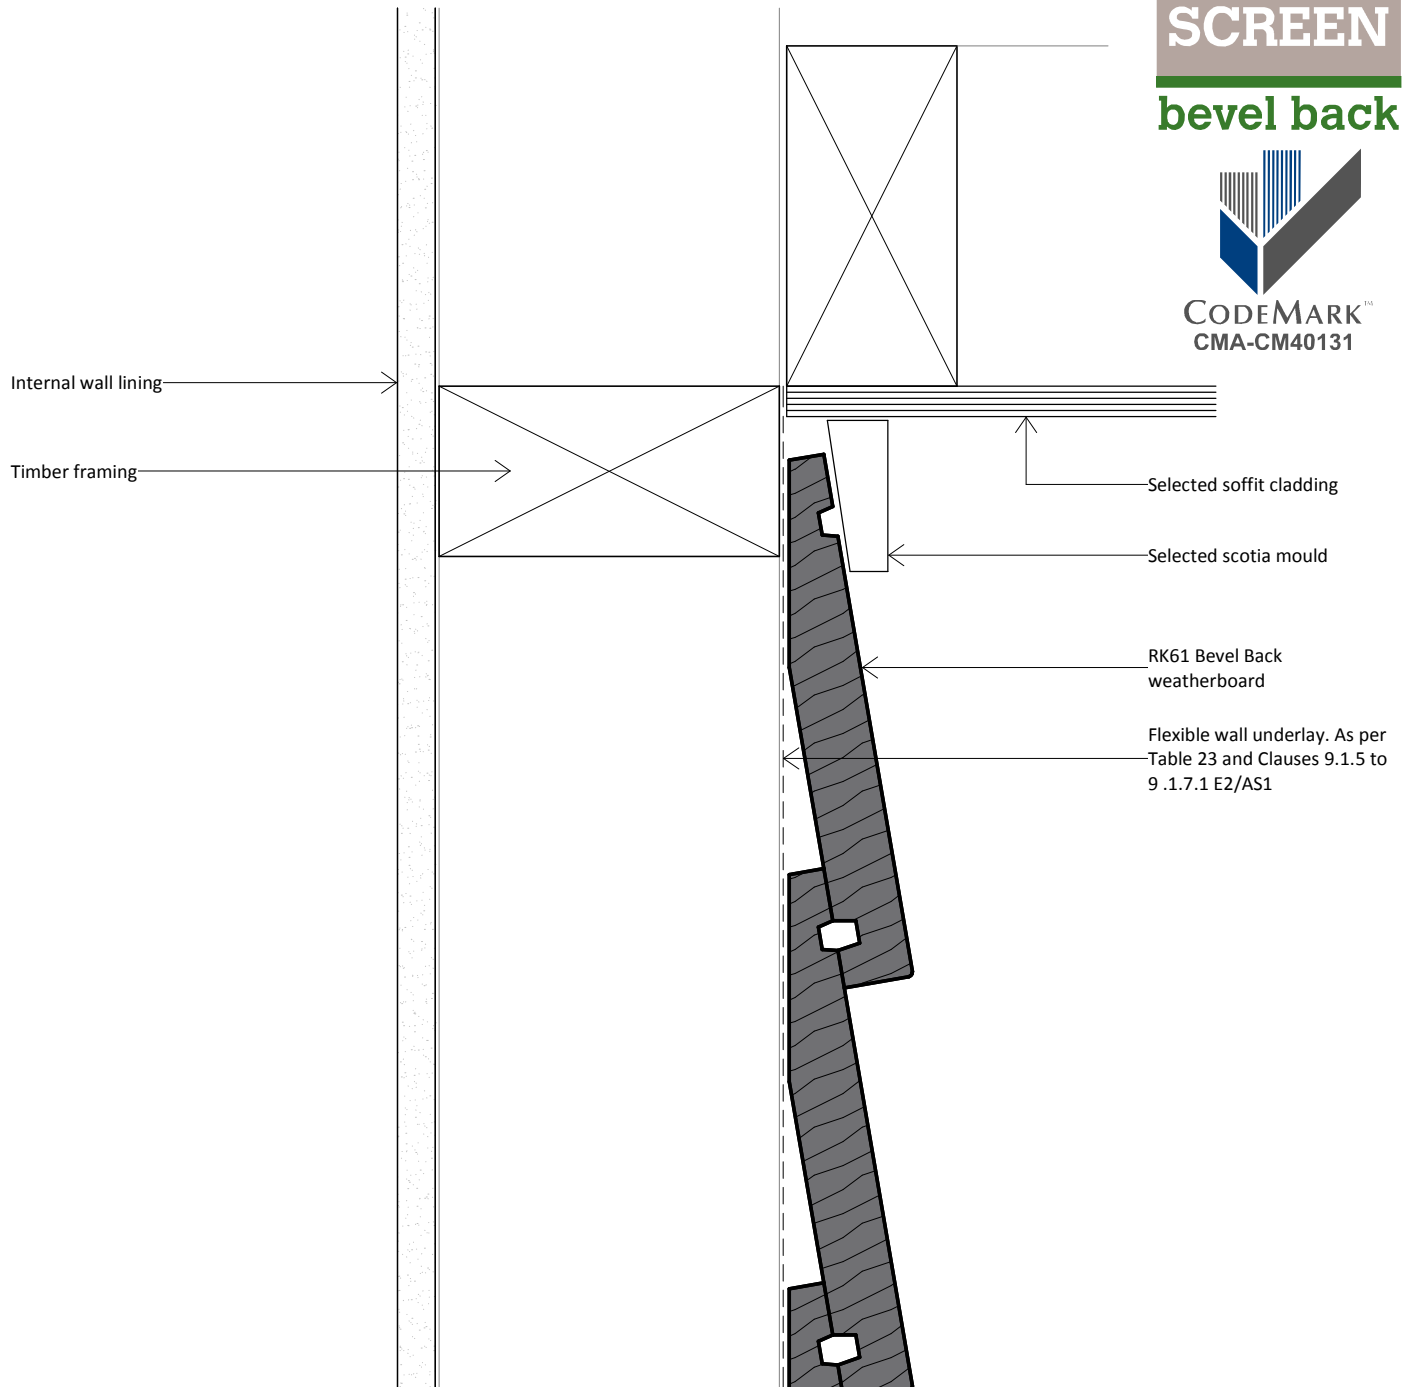 SCREEN
bevel back
CODEMARK™
CMA-CM40131
Internal wall lining
Timber framing
Selected soffit cladding
Selected scotia mould
RK61 Bevel Back
weatherboard
Flexible wall underlay. As per
Table 23 and Clauses 9.1.5 to
9 .1.7.1 E2/AS1